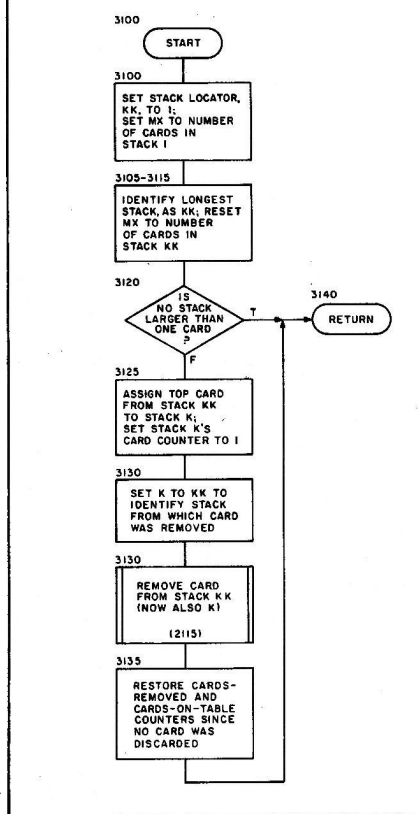 3100
START
3100
SET STACK LOCATOR,
KK, TO 1;
SET MX TO NUMBER
OF CARDS IN
STACK 1
3105-3115
IDENTIFY LONGEST
STACK, AS KK; RESET
MX TO NUMBER
OF CARDS IN
STACK KK
3120
IS
NO STACK
LARGER THAN
ONE CARD
?
T
3140
RETURN
F
3125
ASSIGN TOP CARD
FROM STACK KK
TO STACK K;
SET STACK K'S
CARD COUNTER TO 1
3130
SET K TO KK TO
IDENTIFY STACK
FROM WHICH CARD
WAS REMOVED
3130
REMOVE CARD
FROM STACK KK
(NOW ALSO K)
(2115)
3135
RESTORE CARDS-
REMOVED AND
CARDS-ON-TABLE
COUNTERS SINCE
NO CARD WAS
DISCARDED